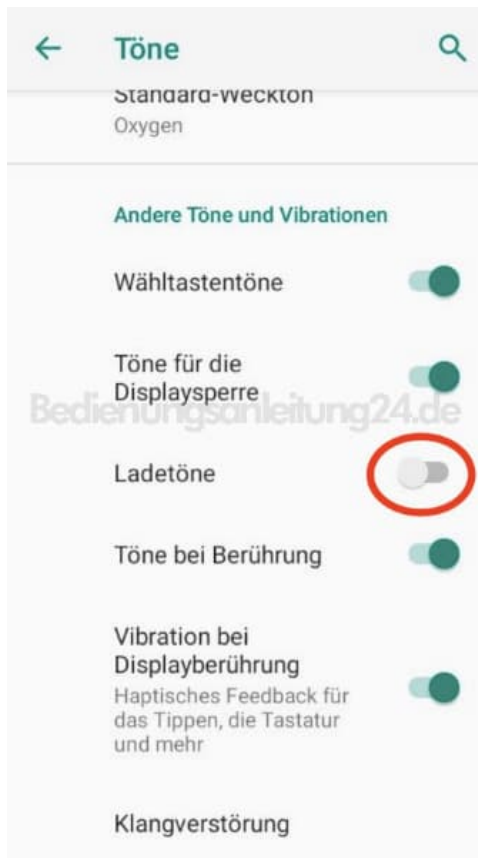 Töne
Standard-Weckton
Oxygen
Andere Töne und Vibrationen
Wähltastentöne
Töne für die
Displaysperre
Bedienungsanleitung24.de
Ladetöne
Töne bei Berührung
Vibration bei
Displayberührung
Haptisches Feedback für
das Tippen, die Tastatur
und mehr
Klangverstörung